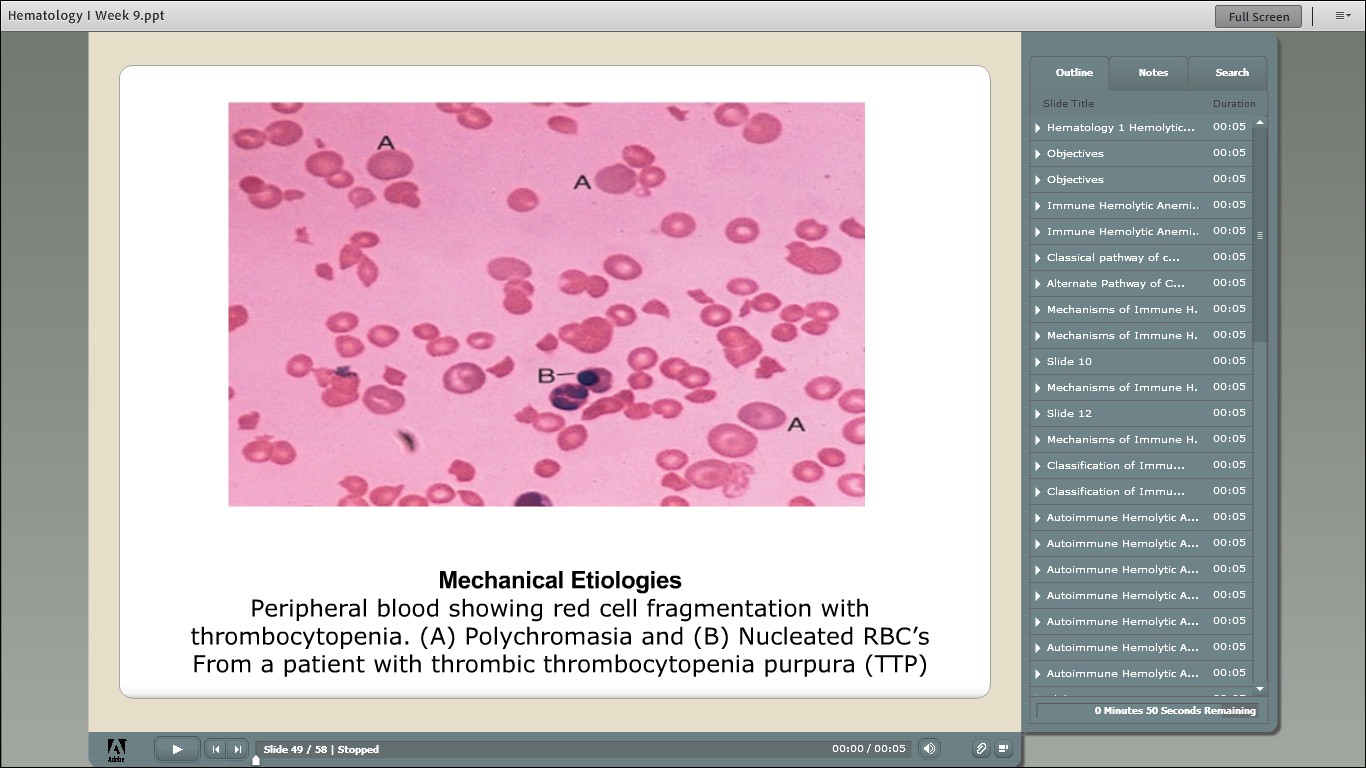 Hematology I Week 9.ppt
Full Screen
A
A
B
A
Mechanical Etiologies
Peripheral blood showing red cell fragmentation with
thrombocytopenia. (A) Polychromasia and (B) Nucleated RBC’s
From a patient with thrombic thrombocytopenia purpura (TTP)
Outline Notes Search
Slide Title Duration
Hematology 1 Hemolytic... 00:05
Objectives 00:05
Objectives 00:05
Immune Hemolytic Anemi.. 00:05
Immune Hemolytic Anemi.. 00:05
Classical pathway of c... 00:05
Alternate Pathway of C... 00:05
Mechanisms of Immune H. 00:05
Mechanisms of Immune H. 00:05
Slide 10 00:05
Mechanisms of Immune H. 00:05
Slide 12 00:05
Mechanisms of Immune H. 00:05
Classification of Immu... 00:05
Classification of Immu... 00:05
Autoimmune Hemolytic A... 00:05
Autoimmune Hemolytic A... 00:05
Autoimmune Hemolytic A... 00:05
Autoimmune Hemolytic A... 00:05
Autoimmune Hemolytic A... 00:05
Autoimmune Hemolytic A... 00:05
Autoimmune Hemolytic A... 00:05
0 Minutes 50 Seconds Remaining
Adobe
Slide 49 / 58 | Stopped
00:00 / 00:05